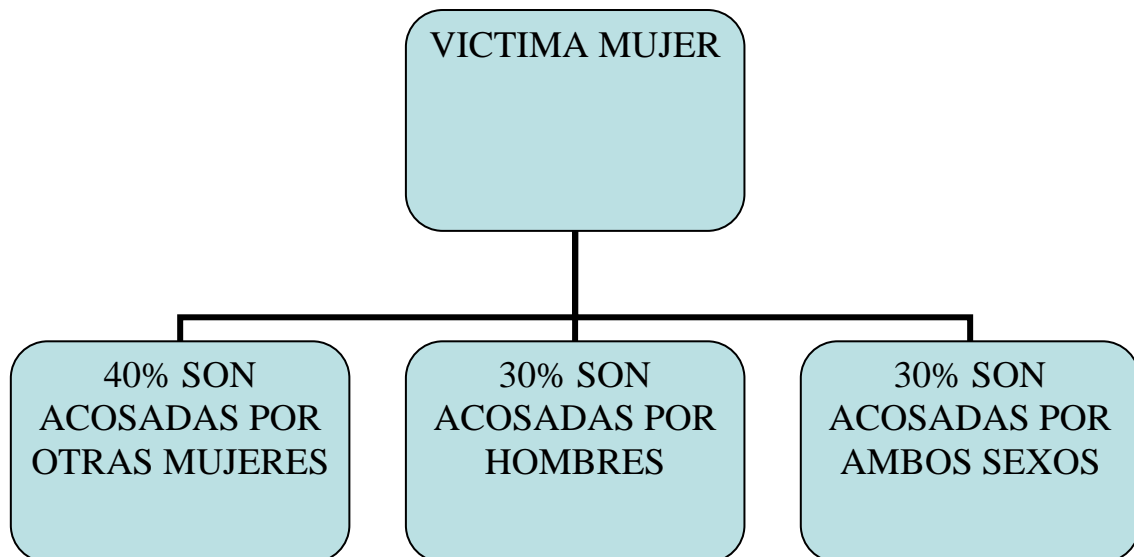 VICTIMA MUJER
40% SON
ACOSADAS POR
OTRAS MUJERES
30% SON
ACOSADAS POR
HOMBRES
30% SON
ACOSADAS POR
AMBOS SEXOS